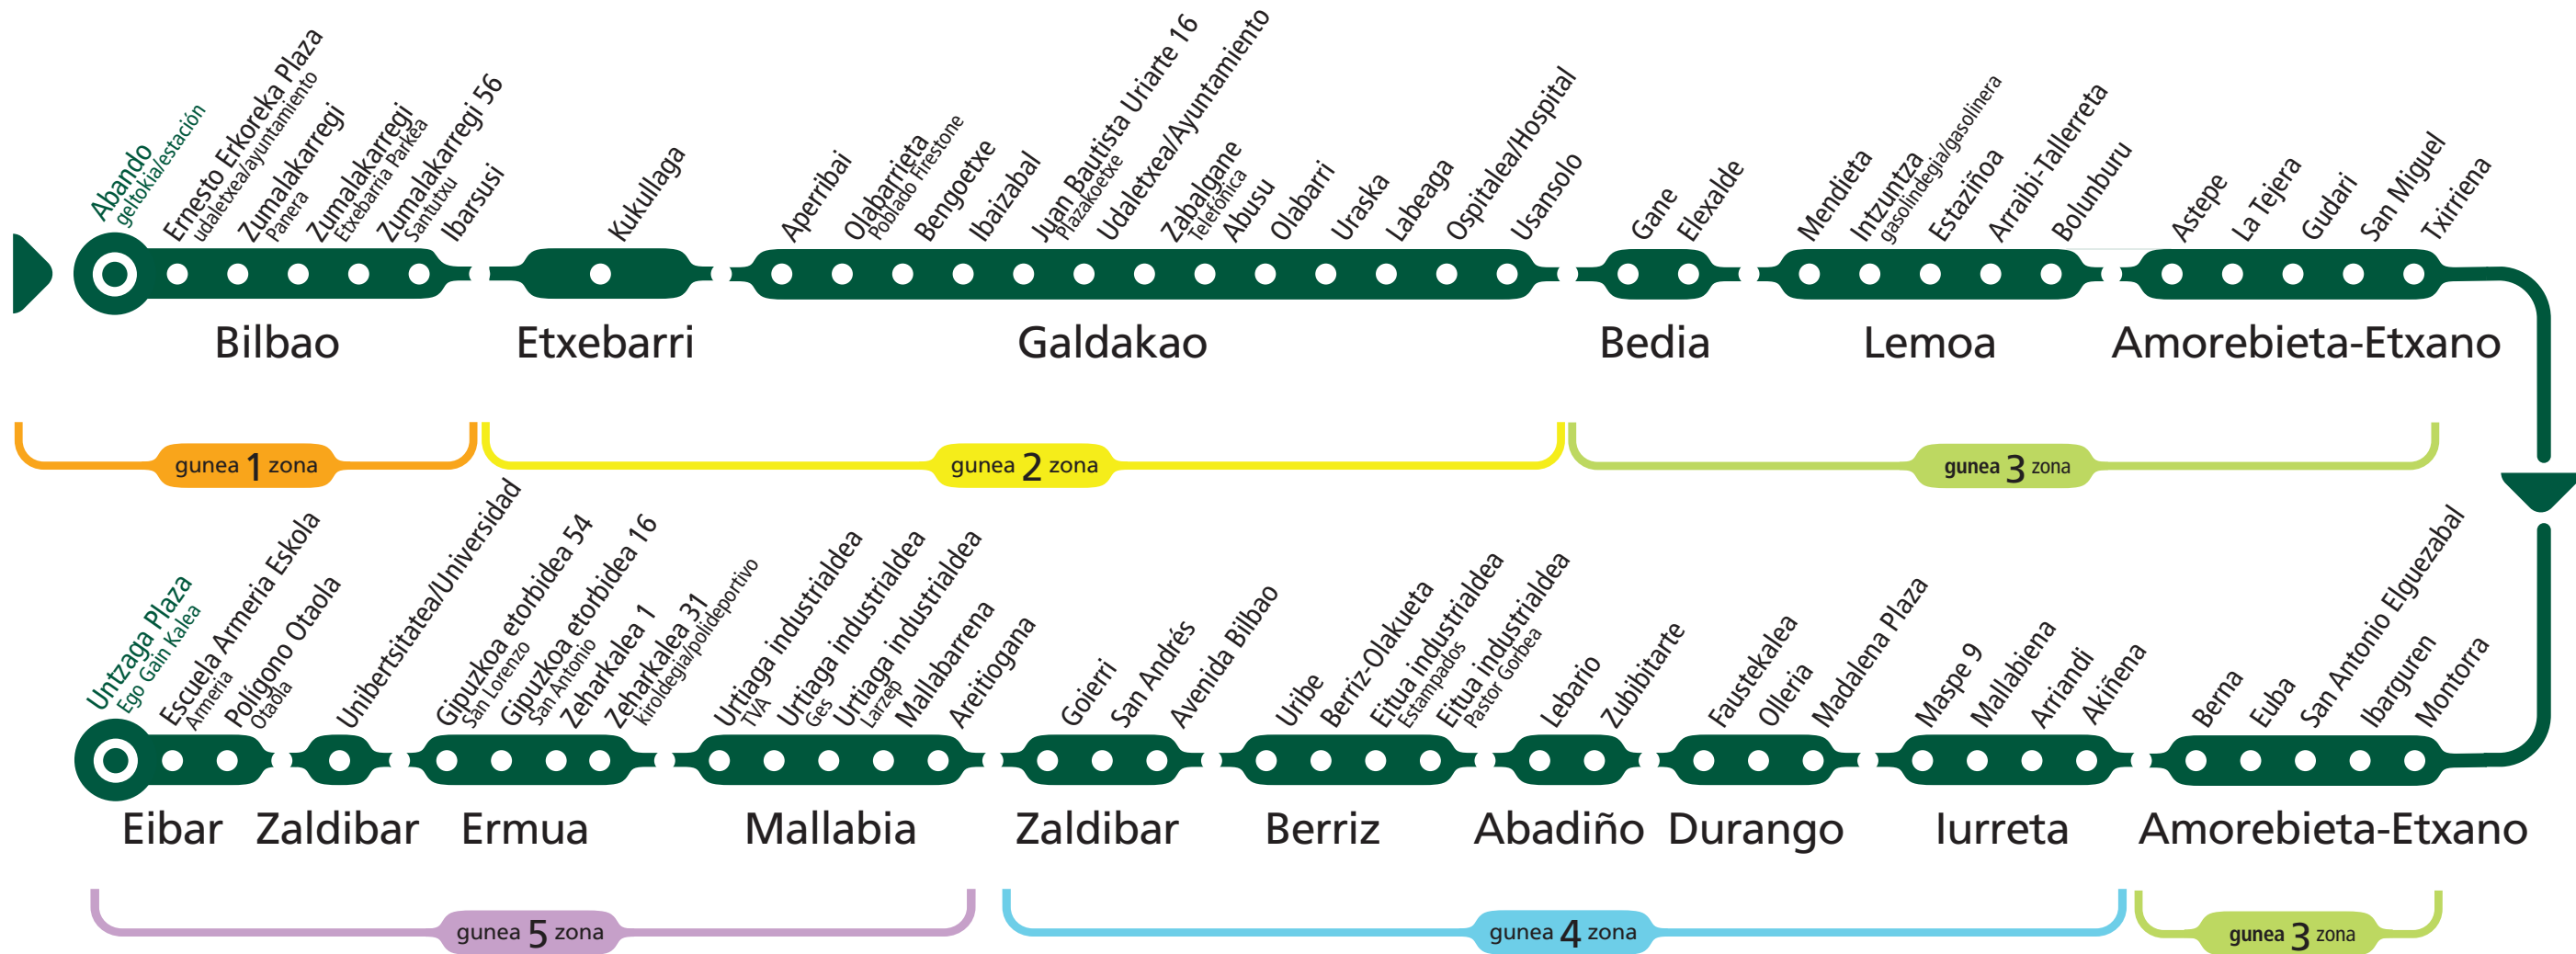 Abando
geltokia/estación
Ernesto Erkoreka Plaza
udaletxea/ayuntamiento
Zumalakarregi
Panera
Zumalakarregi
Etxebarria Parkea
Zumalakarregi 56
Santutxu
Ibarsusi
Kukullaga
Aperribai
Olabarrieta
Poblado Firestone
Bengoetxe
Ibaizabal
Juan Bautista Uriarte 16
Plazakoetxe
Udaletxea/Ayuntamiento
Zabalgane
Telefónica
Abusu
Olabarri
Uraska
Labeaga
Ospitalea/Hospital
Usansolo
Gane
Elexalde
Mendieta
Intzuntza
gasolindegia/gasolinera
Estaziñoa
Arraibi-Tallerreta
Bolunburu
Astepe
La Tejera
Gudari
San Miguel
Txirriena
Bilbao
Etxebarri
Galdakao
Bedia
Lemoa
Amorebieta-Etxano
gunea 1 zona
gunea 2 zona
gunea 3 zona
Untzaga Plaza
Ego Gain Kalea
Escuela Armeria Eskola
Armeria
Polígono Otaola
Otaola
Unibertsitatea/Universidad
Gipuzkoa etorbidea 54
San Lorenzo
Gipuzkoa etorbidea 16
San Antonio
Zeharkalea 1
Zeharkalea 31
kiroldegia/polideportivo
Urtiaga industrialdea
TVA
Urtiaga industrialdea
Ges
Urtiaga industrialdea
Larzep
Mallabarrena
Areitiogana
Goierri
San Andrés
Avenida Bilbao
Uribe
Berriz-Olakueta
Eitua industrialdea
Estampados
Eitua industrialdea
Pastor Gorbea
Lebario
Zubibitarte
Faustekalea
Olleria
Madalena Plaza
Maspe 9
Mallabiena
Arriandi
Akiñena
Berna
Euba
San Antonio Elguezabal
Ibarguren
Montorra
Eibar
Zaldibar
Ermua
Mallabia
Zaldibar
Berriz
Abadiño
Durango
Iurreta
Amorebieta-Etxano
gunea 5 zona
gunea 4 zona
gunea 3 zona